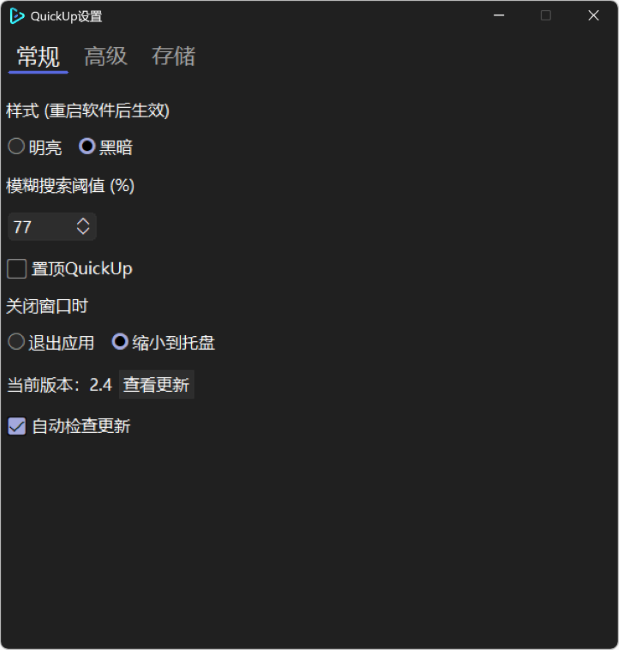 QuickUp设置
常规 高级 存储
样式 (重启软件后生效)
明亮 黑暗
模糊搜索阈值 (%)
77
置顶QuickUp
关闭窗口时
退出应用 缩小到托盘
当前版本：2.4 查看更新
自动检查更新